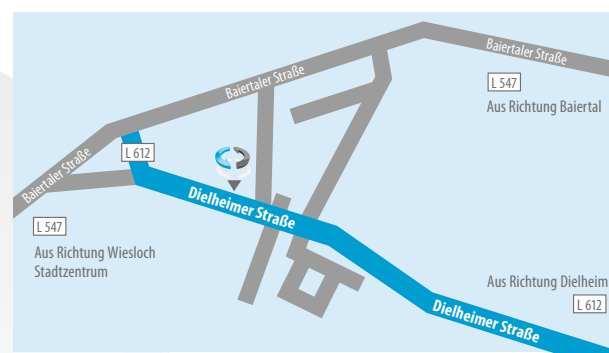 Baiertaler Straße
L 547
Aus Richtung Baiertal
Baiertaler Straße
Baiertaler Straße
L 612
Dielheimer Straße
L 547
Aus Richtung Wiesloch
Stadtzentrum
Aus Richtung Dielheim
L 612
Dielheimer Straße